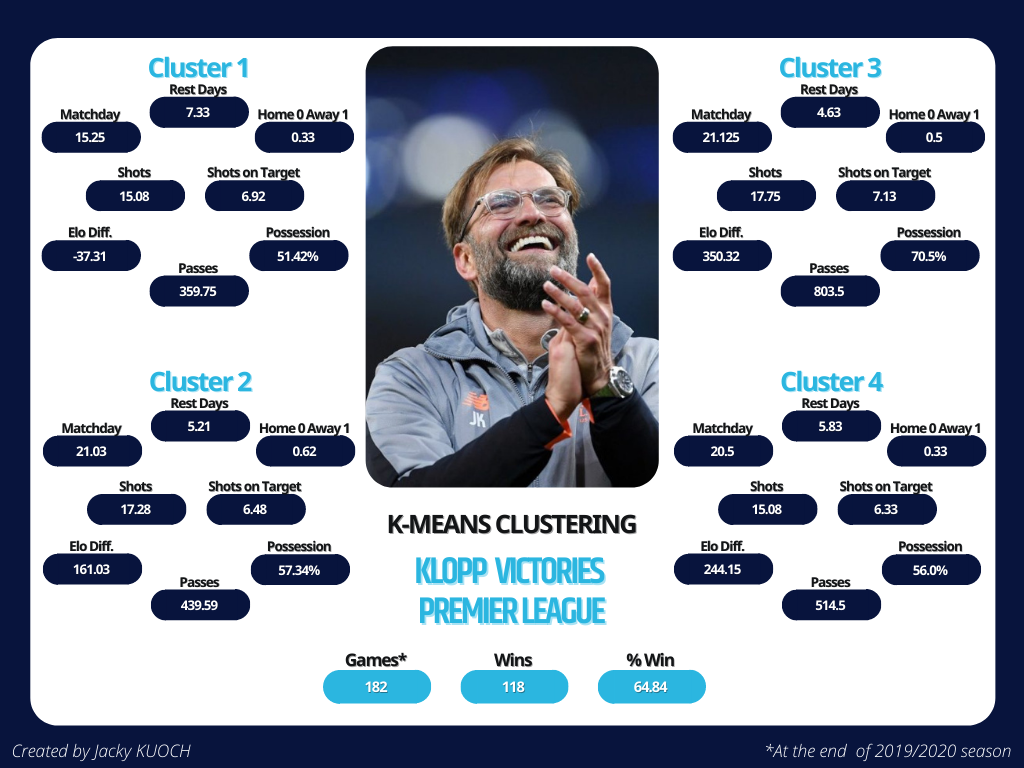 Cluster 1
Rest Days
7.33
Matchday
15.25
Home 0 Away 1
0.33
Shots
15.08
Shots on Target
6.92
Elo Diff.
-37.31
Possession
51.42%
Passes
359.75
Cluster 2
Rest Days
5.21
Matchday
21.03
Home 0 Away 1
0.62
Shots
17.28
Shots on Target
6.48
Elo Diff.
161.03
Possession
57.34%
Passes
439.59
JK
K-MEANS CLUSTERING
KLOPP VICTORIES
PREMIER LEAGUE
Games*
182
Wins
118
% Win
64.84
Cluster 3
Rest Days
4.63
Matchday
21.125
Home 0 Away 1
0.5
Shots
17.75
Shots on Target
7.13
Elo Diff.
350.32
Possession
70.5%
Passes
803.5
Cluster 4
Rest Days
5.83
Matchday
20.5
Home 0 Away 1
0.33
Shots
15.08
Shots on Target
6.33
Elo Diff.
244.15
Possession
56.0%
Passes
514.5
Created by Jacky KUOCH
*At the end of 2019/2020 season